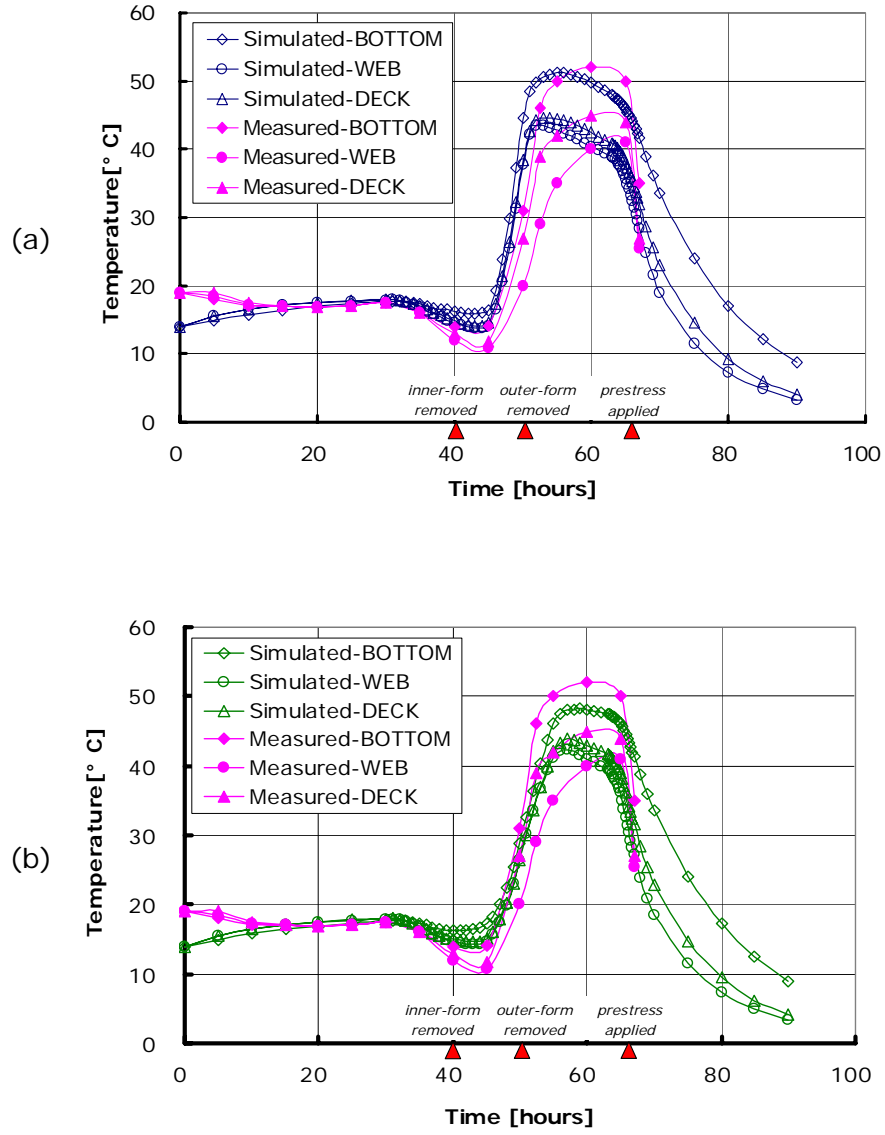 (a)
Temperature[° C]
60
50
40
30
20
10
0
Simulated-BOTTOM
Simulated-WEB
Simulated-DECK
Measured-BOTTOM
Measured-WEB
Measured-DECK
inner-form
removed
outer-form
removed
prestress
applied
0 20 40 60 80 100
Time [hours]
(b)
Temperature[° C]
60
50
40
30
20
10
0
Simulated-BOTTOM
Simulated-WEB
Simulated-DECK
Measured-BOTTOM
Measured-WEB
Measured-DECK
inner-form
removed
outer-form
removed
prestress
applied
0 20 40 60 80 100
Time [hours]